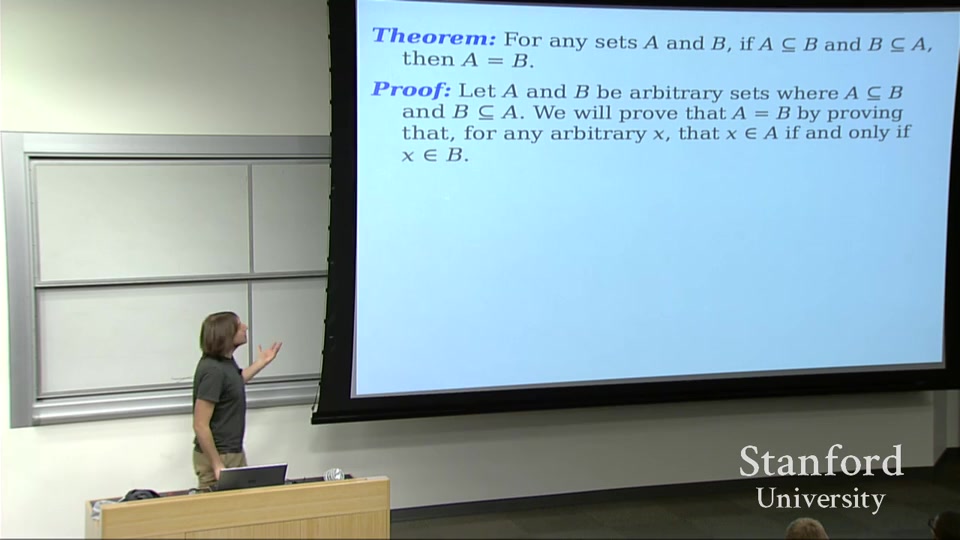 Theorem: For any sets A and B, if A ⊆ B and B ⊆ A,
then A = B.
Proof: Let A and B be arbitrary sets where A ⊆ B
and B ⊆ A. We will prove that A = B by proving
that, for any arbitrary x, that x ∈ A if and only if
x ∈ B.
Stanford
University